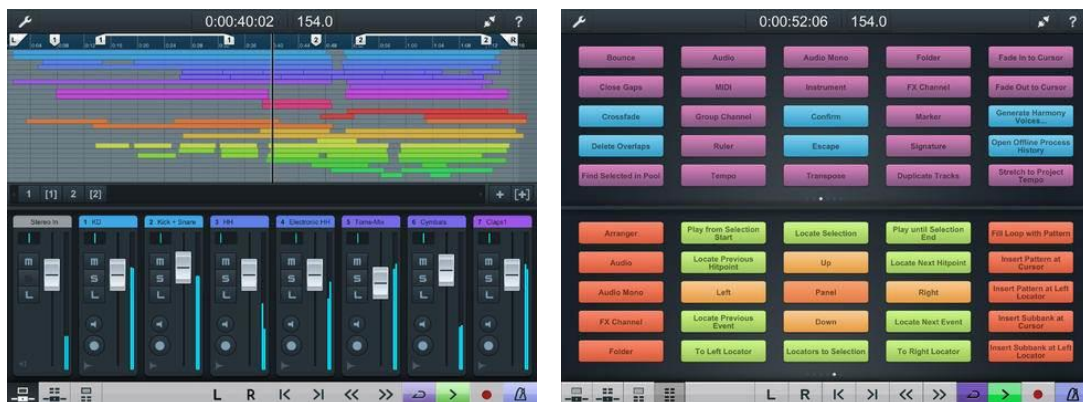 0:00:40:02 154.0 ?
L 1 1 2 2 2 R
1 [1] 2 [2] + [+]
Stereo In 1 KD 2 Kick + Snare 3 HH 4 Electronic HH 5 Toms-Mix 6 Cymbals 7 Claps1
m m m m m m m
S S S S S S
L L L L L L L
L R
0:00:52:06 154.0 ?
Bounce Audio Audio Mono Folder Fade In to Cursor
Close Gaps MIDI Instrument FX Channel Fade Out to Cursor
Crossfade Group Channel Confirm Marker Generate Harmony
Voices...
Delete Overlaps Ruler Escape Signature Open Offline Process
History
Find Selected in Pool Tempo Transpose Duplicate Tracks Stretch to Project
Tempo
Arranger Play from Selection
Start Locate Selection Play until Selection
End Fill Loop with Pattern
Audio Locate Previous
Hitpoint Up Locate Next Hitpoint Insert Pattern at
Cursor
Audio Mono Left Panel Right Insert Pattern at Left
Locator
FX Channel Locate Previous
Event Down Locate Next Event Insert Subbank at
Cursor
Folder To Left Locator Locators to Selection To Right Locator Insert Subbank at Left
Locator
L R